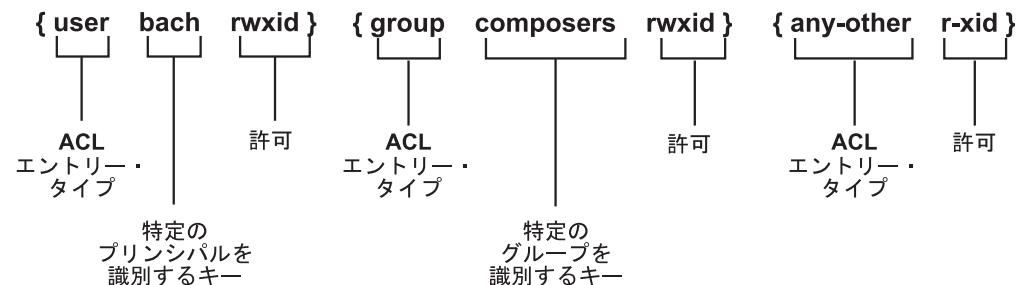 { user bach rwxid } { group composers rwxid } { any-other r-xid }
ACL
エントリー・
タイプ
許可
ACL
エントリー・
タイプ
許可
ACL
エントリー・
タイプ
許可
特定の
プリンシパルを
識別するキー
特定の
グループを
識別するキー